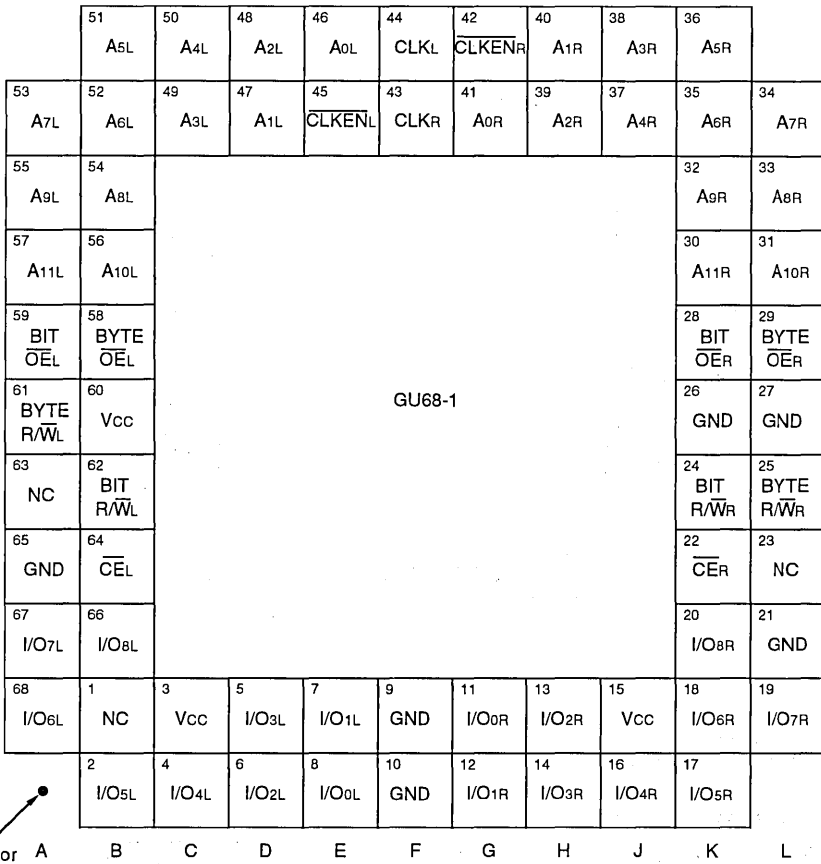 51 50 48 46 44 42 40 38 36
A5L A4L A2L A0L CLKL CLKENR A1R A3R A5R
53 52 49 47 45 43 41 39 37 35 34
A7L A6L A3L A1L CLKENL CLKR A0R A2R A4R A6R A7R
55 54 32 33
A9L A8L A9R A8R
57 56 30 31
A11L A10L A11R A10R
59 58 28 29
BIT BYTE BIT BYTE
OEL OEL OER OER
61 60 26 27
BYTE VCC GU68-1 GND GND
R/WL
63 62 24 25
NC BIT BIT BYTE
R/WL R/WR R/WR
65 64 22 23
GND CEL CER NC
67 66 20 21
I/O7L I/O8L I/O8R GND
68 1 3 5 7 9 11 13 15 18 19
I/O6L NC VCC I/O3L I/O1L GND I/O0R I/O2R VCC I/O6R I/O7R
2 4 6 8 10 12 14 16 17
I/O5L I/O4L I/O2L I/O0L GND I/O1R I/O3R I/O4R I/O5R
or A B C D E F G H J K L